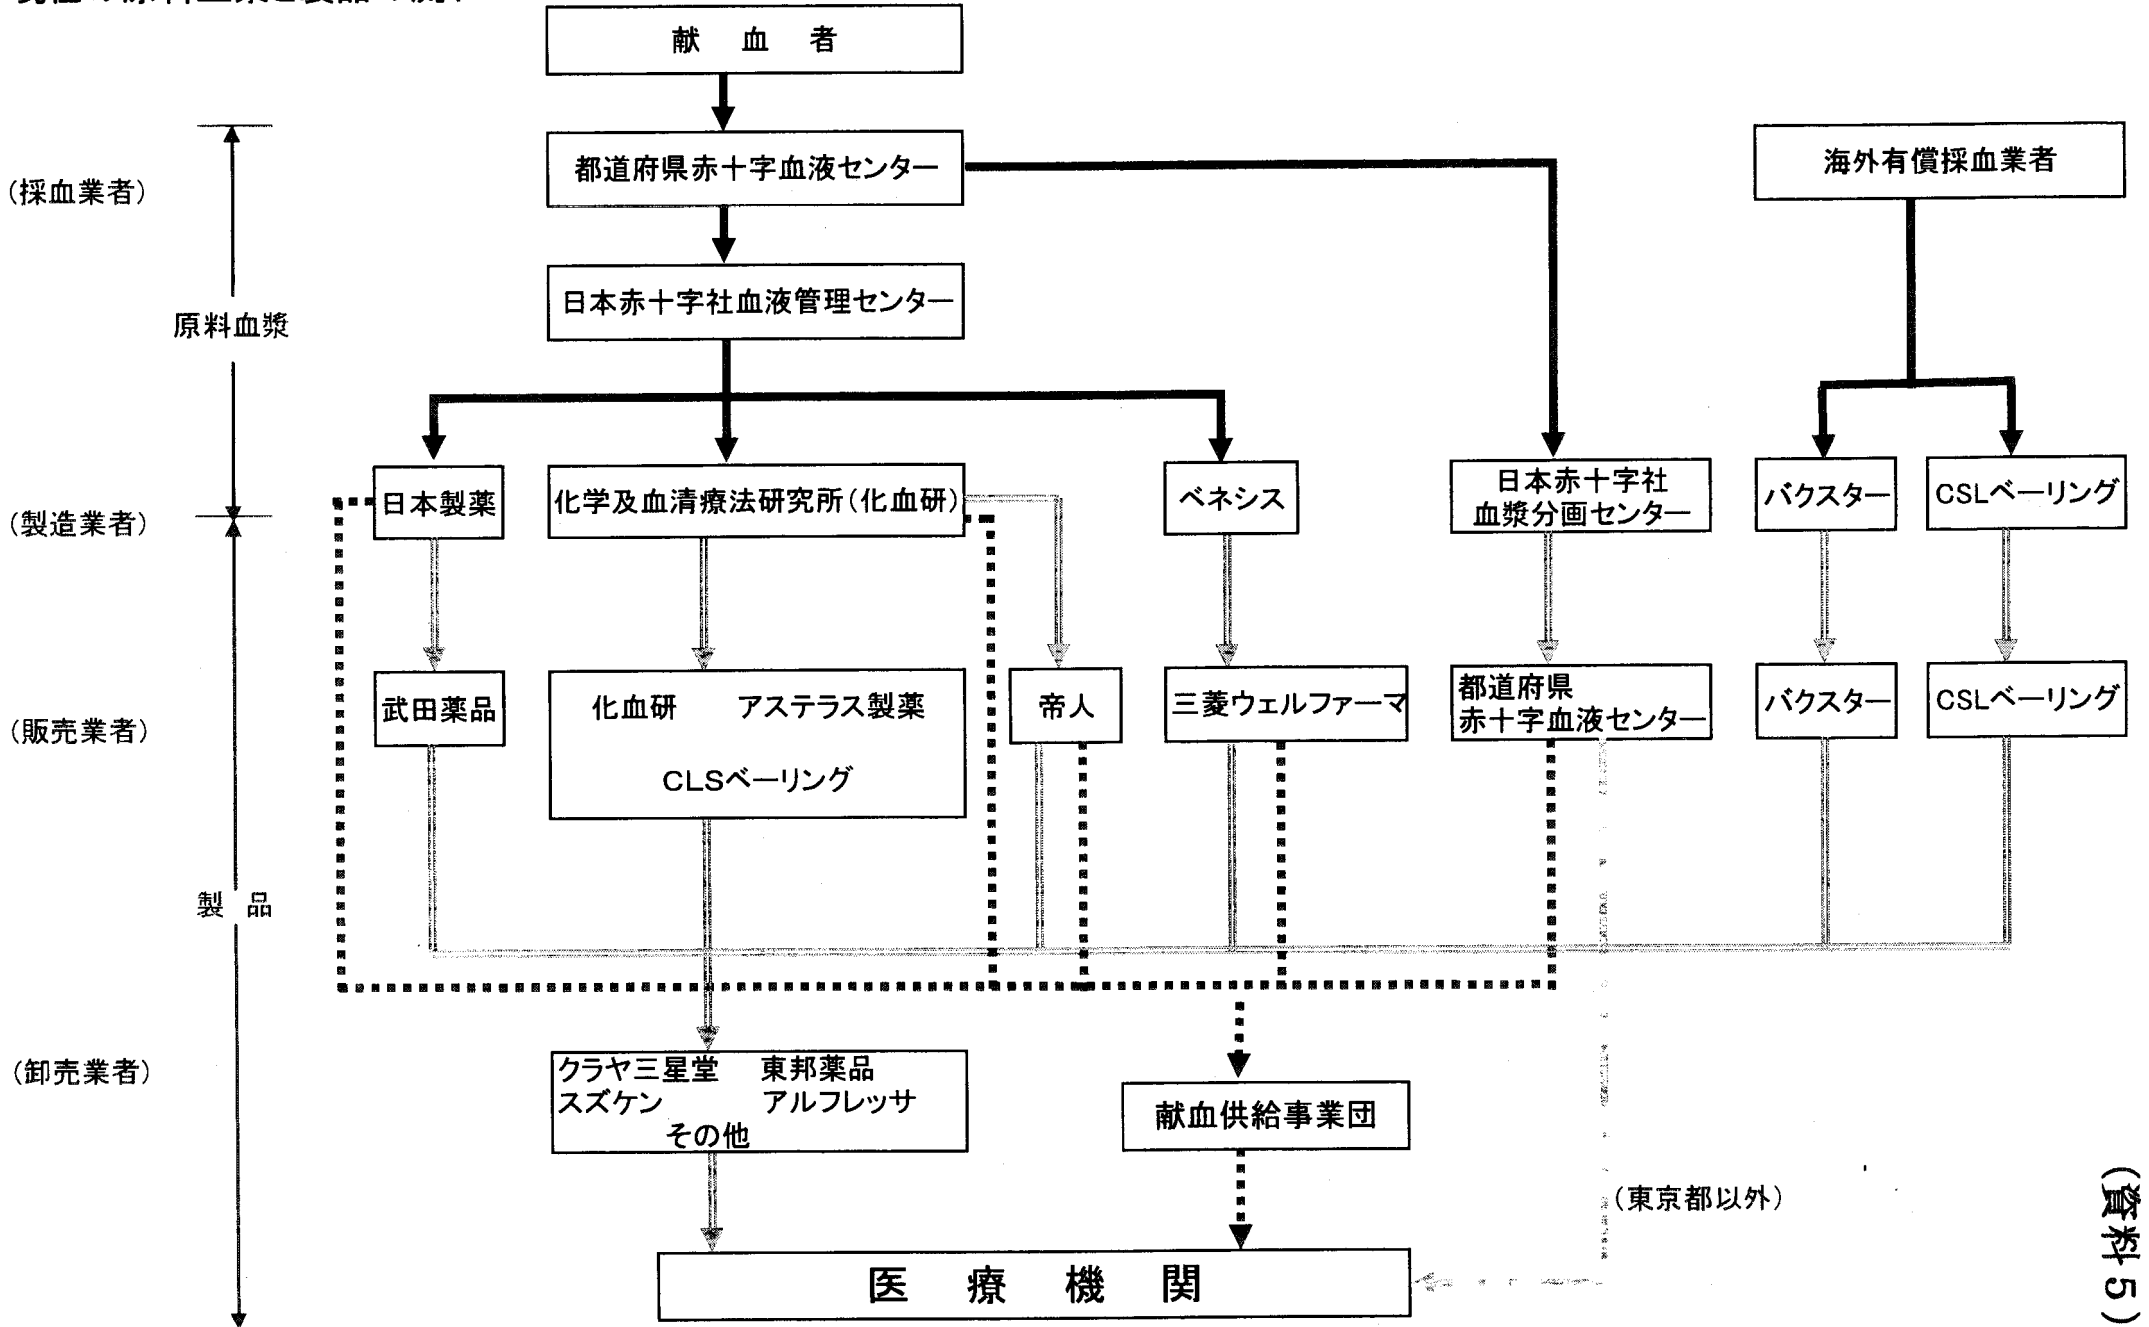 献 血 者
都道府県赤十字血液センター
海外有償採血業者
(採血業者)
日本赤十字社血液管理センター
原料血漿
日本製薬
化学及血清療法研究所(化血研)
ベネシス
日本赤十字社
血漿分画センター
バクスター
CSLベーリング
(製造業者)
武田薬品
化血研 アステラス製薬
CLSベーリング
帝人
三菱ウェルファーマ
都道府県
赤十字血液センター
バクスター
CSLベーリング
(販売業者)
製 品
(卸売業者)
クラヤ三星堂 東邦薬品
スズケン アルフレッサ
その他
献血供給事業団
(東京都以外)
医 療 機 関
(資料5)